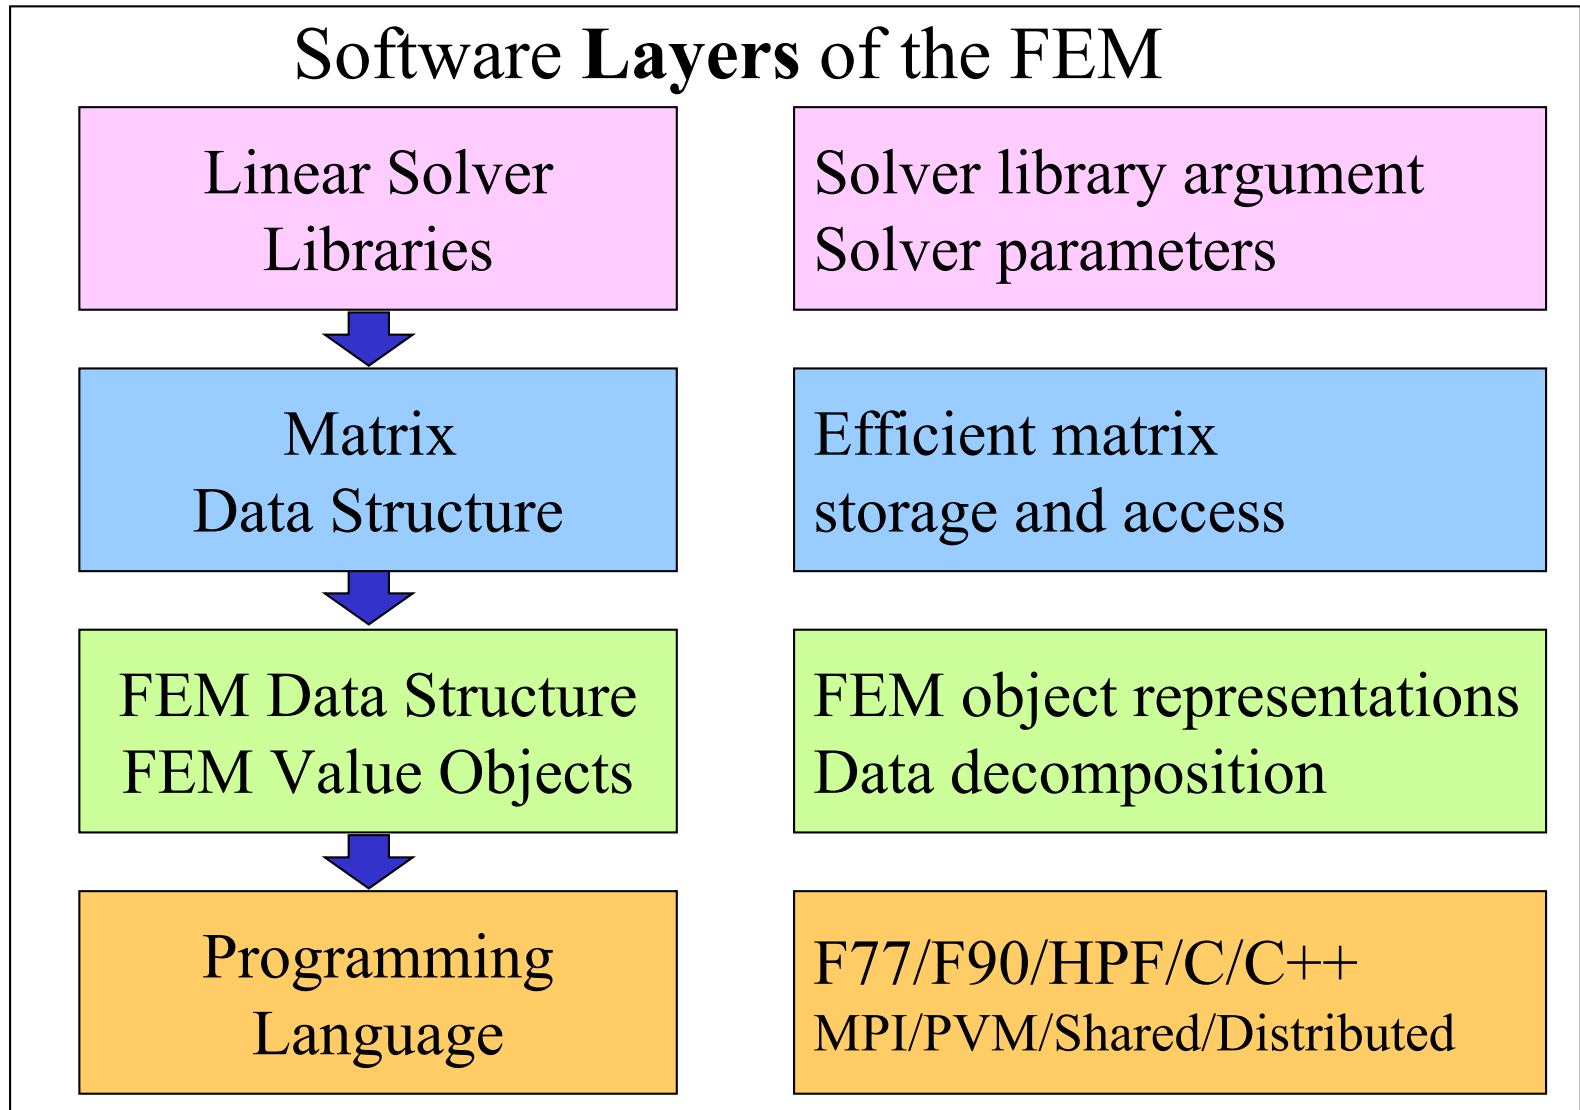 Software Layers of the FEM
Linear Solver
Libraries
Solver library argument
Solver parameters
Matrix
Data Structure
Efficient matrix
storage and access
FEM Data Structure
FEM Value Objects
FEM object representations
Data decomposition
Programming
Language
F77/F90/HPF/C/C++
MPI/PVM/Shared/Distributed